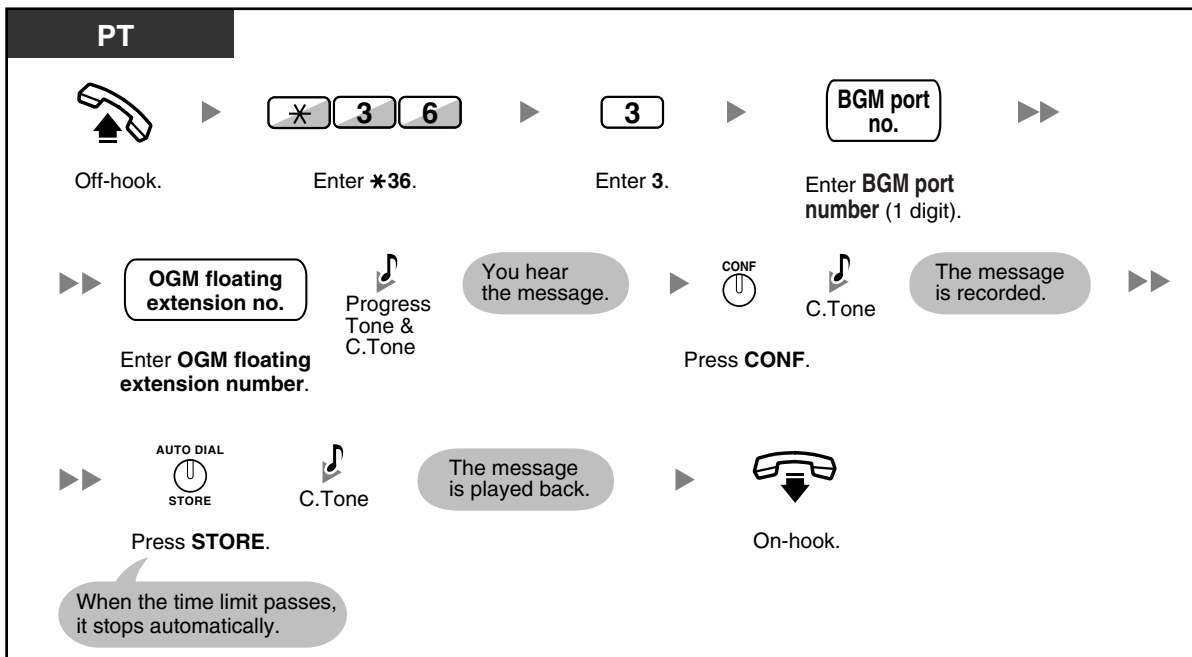 PT
✳ 3 6
3
BGM port
no.
Off-hook.
Enter ✳36.
Enter 3.
Enter BGM port
number (1 digit).
OGM floating
extension no.
Progress
Tone &
C.Tone
You hear
the message.
CONF
C.Tone
The message
is recorded.
Enter OGM floating
extension number.
Press CONF.
AUTO DIAL
STORE
C.Tone
The message
is played back.
Press STORE.
On-hook.
When the time limit passes,
it stops automatically.